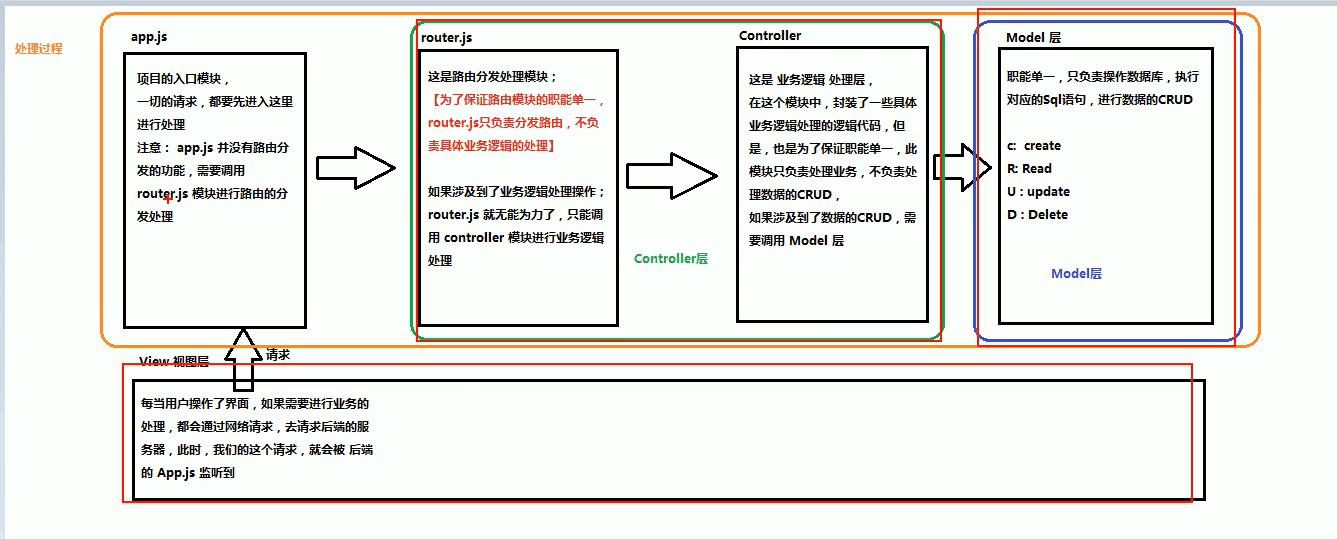 处理过程
app.js
项目的入口模块，
一切的请求，都要先进入这里
进行处理
注意： app.js 并没有路由分
发的功能，需要调用
router.js 模块进行路由的分
发处理
router.js
这是路由分发处理模块；
【为了保证路由模块的职能单一，
router.js只负责分发路由，不负
责具体业务逻辑的处理】
如果涉及到了业务逻辑处理操作；
router.js 就无能为力了，只能调
用 controller 模块进行业务逻辑
处理
Controller层
Controller
这是 业务逻辑 处理层，
在这个模块中，封装了一些具体
业务逻辑处理的逻辑代码，但
是，也是为了保证职能单一，此
模块只负责处理业务，不负责处
理数据的CRUD，
如果涉及到了数据的CRUD，需
要调用 Model 层
Model 层
职能单一，只负责操作数据库，执行
对应的Sql语句，进行数据的CRUD
c: create
R: Read
U : update
D : Delete
Model层
请求
View 视图层
每当用户操作了界面，如果需要进行业务的
处理，都会通过网络请求，去请求后端的服
务器，此时，我们的这个请求，就会被 后端
的 App.js 监听到